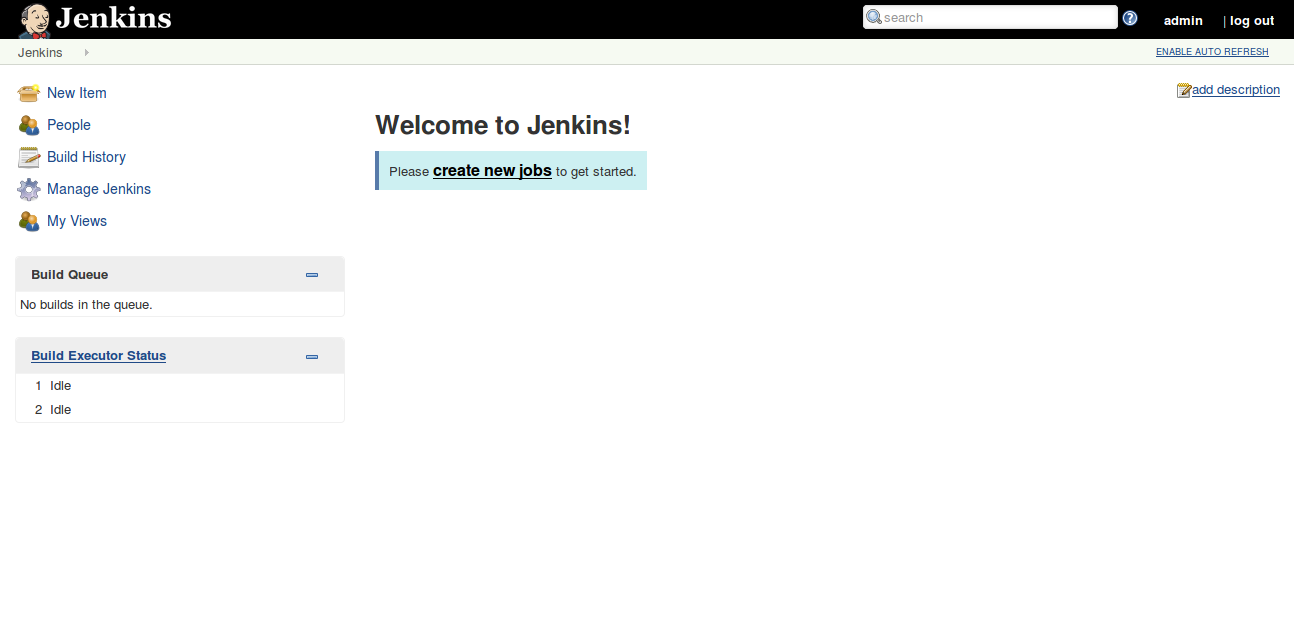 Jenkins
search
admin | log out
Jenkins
ENABLE AUTO REFRESH
New Item
People
Build History
Manage Jenkins
My Views
Build Queue
No builds in the queue.
Build Executor Status
1 Idle
2 Idle
add description
Welcome to Jenkins!
Please create new jobs to get started.